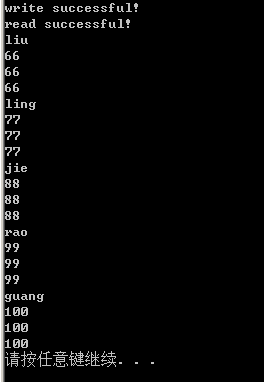 write successful!
read successful!
liu
66
66
66
ling
77
77
77
jie
88
88
88
rao
99
99
99
guang
100
100
100
请按任意键继续. . .